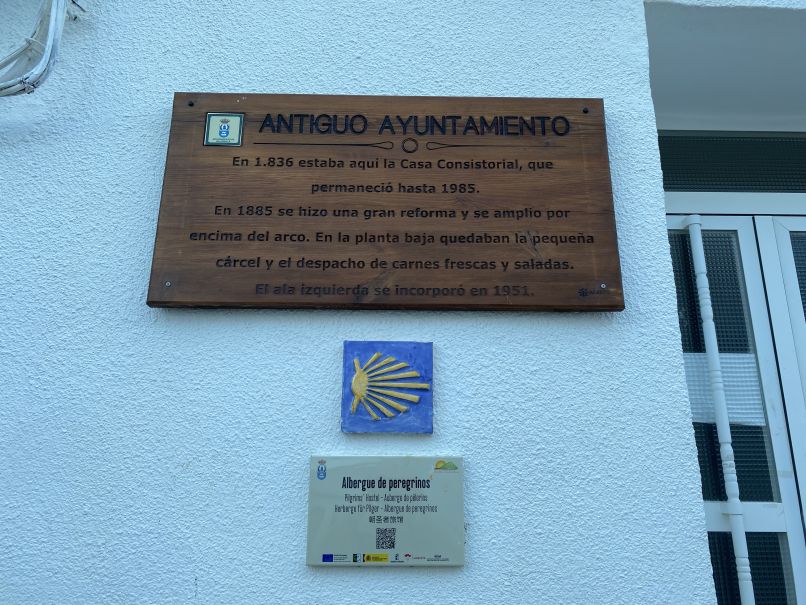 ANTIGUO AYUNTAMIENTO
En 1.836 estaba aqui la Casa Consistorial, que
permaneció hasta 1985.
En 1885 se hizo una gran reforma y se amplio por
encima del arco. En la planta baja quedaban la pequeña
cárcel y el despacho de carnes frescas y saladas.
El ala izquierda se incorporó en 1951.
Albergue de peregrinos
Pilgrims' Hostel - Auberge de pèlerins
Herberge für Pilger - Albergue de peregrinos